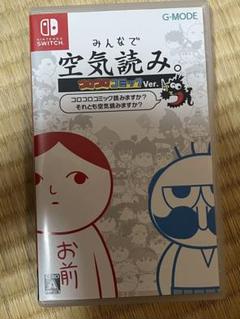 NINTENDO
SWITCH
G-MODE
みんなで
空気読み。
コロコロコミック Ver.
コロコロコミック読みますか?
それとも空気読みますか?
お前
A